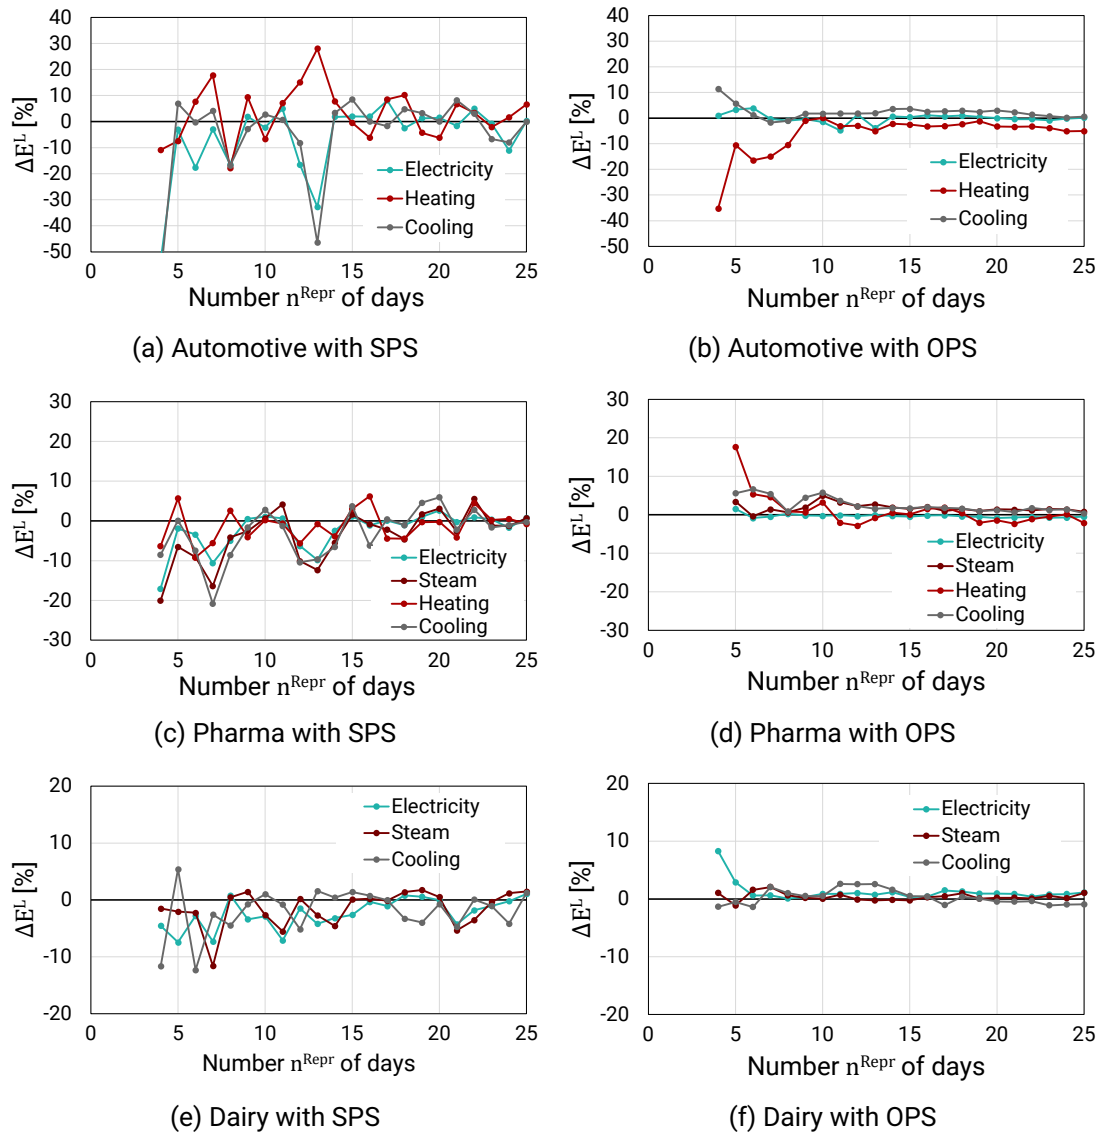 40
30
20
10
0
-10
-20
-30
-40
-50
ΔE^L [%]
Electricity
Heating
Cooling
0 5 10 15 20 25
Number n^Repr of days
(a) Automotive with SPS
40
30
20
10
0
-10
-20
-30
-40
-50
ΔE^L [%]
Electricity
Heating
Cooling
0 5 10 15 20 25
Number n^Repr of days
(b) Automotive with OPS
30
20
10
0
-10
-20
-30
ΔE^L [%]
Electricity
Steam
Heating
Cooling
0 5 10 15 20 25
Number n^Repr of days
(c) Pharma with SPS
30
20
10
0
-10
-20
-30
ΔE^L [%]
Electricity
Steam
Heating
Cooling
0 5 10 15 20 25
Number n^Repr of days
(d) Pharma with OPS
20
10
0
-10
-20
ΔE^L [%]
Electricity
Steam
Cooling
0 5 10 15 20 25
Number n^Repr of days
(e) Dairy with SPS
20
10
0
-10
-20
ΔE^L [%]
Electricity
Steam
Cooling
0 5 10 15 20 25
Number n^Repr of days
(f) Dairy with OPS